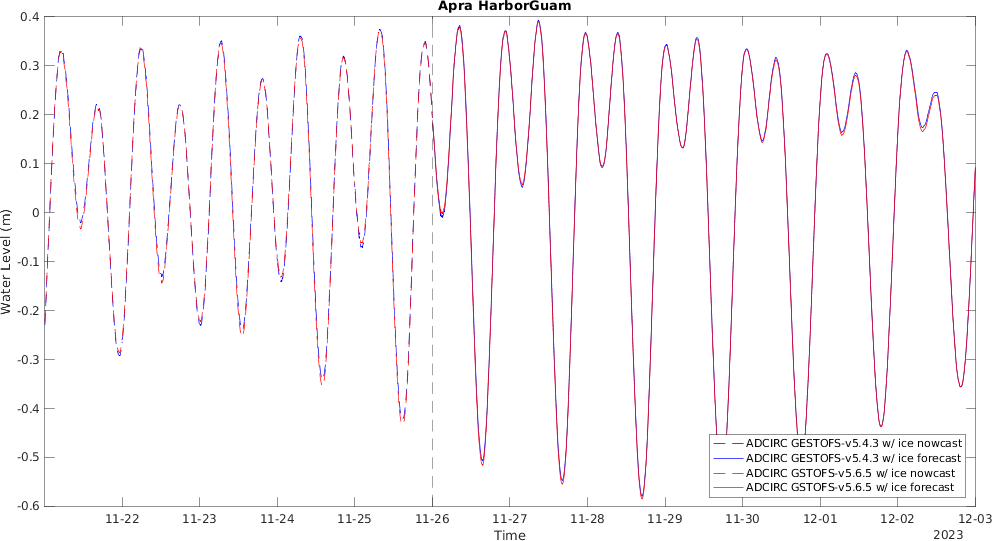 Apra HarborGuam
0.4
0.3
0.2
0.1
0
-0.1
-0.2
-0.3
-0.4
-0.5
-0.6
Water Level (m)
ADCIRC GESTOFS-v5.4.3 w/ ice nowcast
ADCIRC GESTOFS-v5.4.3 w/ ice forecast
ADCIRC GSTOFS-v5.6.5 w/ ice nowcast
ADCIRC GSTOFS-v5.6.5 w/ ice forecast
11-22 11-23 11-24 11-25 11-26 11-27 11-28 11-29 11-30 12-01 12-02 12-03
Time
2023